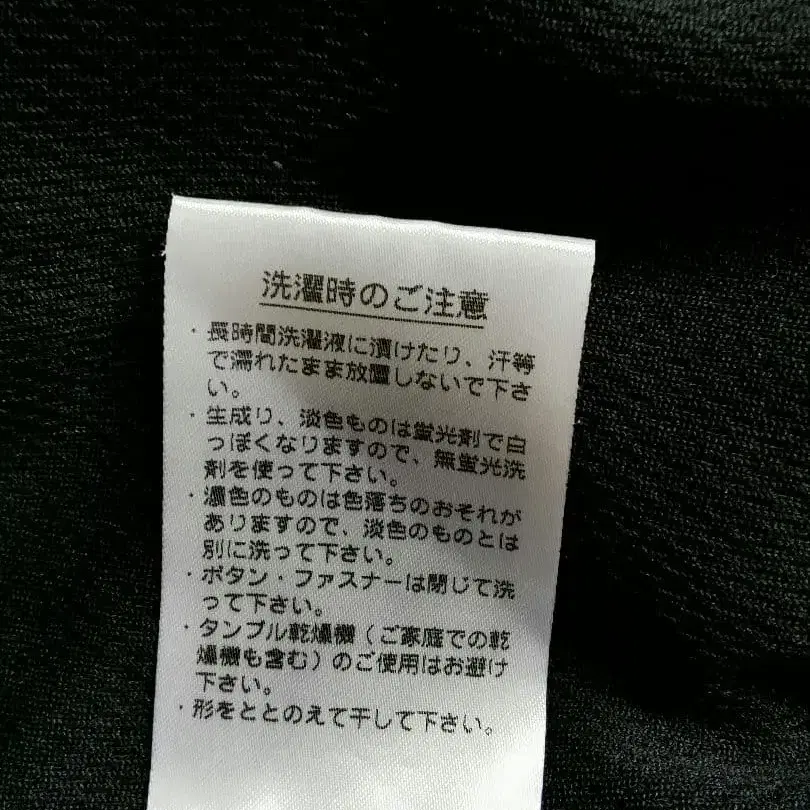 洗濯時のご注意
・長時間洗濯液に漬けたり、汗等
で濡れたまま放置しないで下さ
い。
・生成り、淡色ものは蛍光剤で白
っぽくなりますので、無蛍光洗
剤を使って下さい。
・濃色のものは色落ちのおそれが
ありますので、淡色のものとは
別に洗って下さい。
・ボタン・ファスナーは閉じて洗
って下さい。
・タンブル乾燥機（ご家庭での乾
燥機も含む）のご使用はお避け
下さい。
・形をととのえて干して下さい。